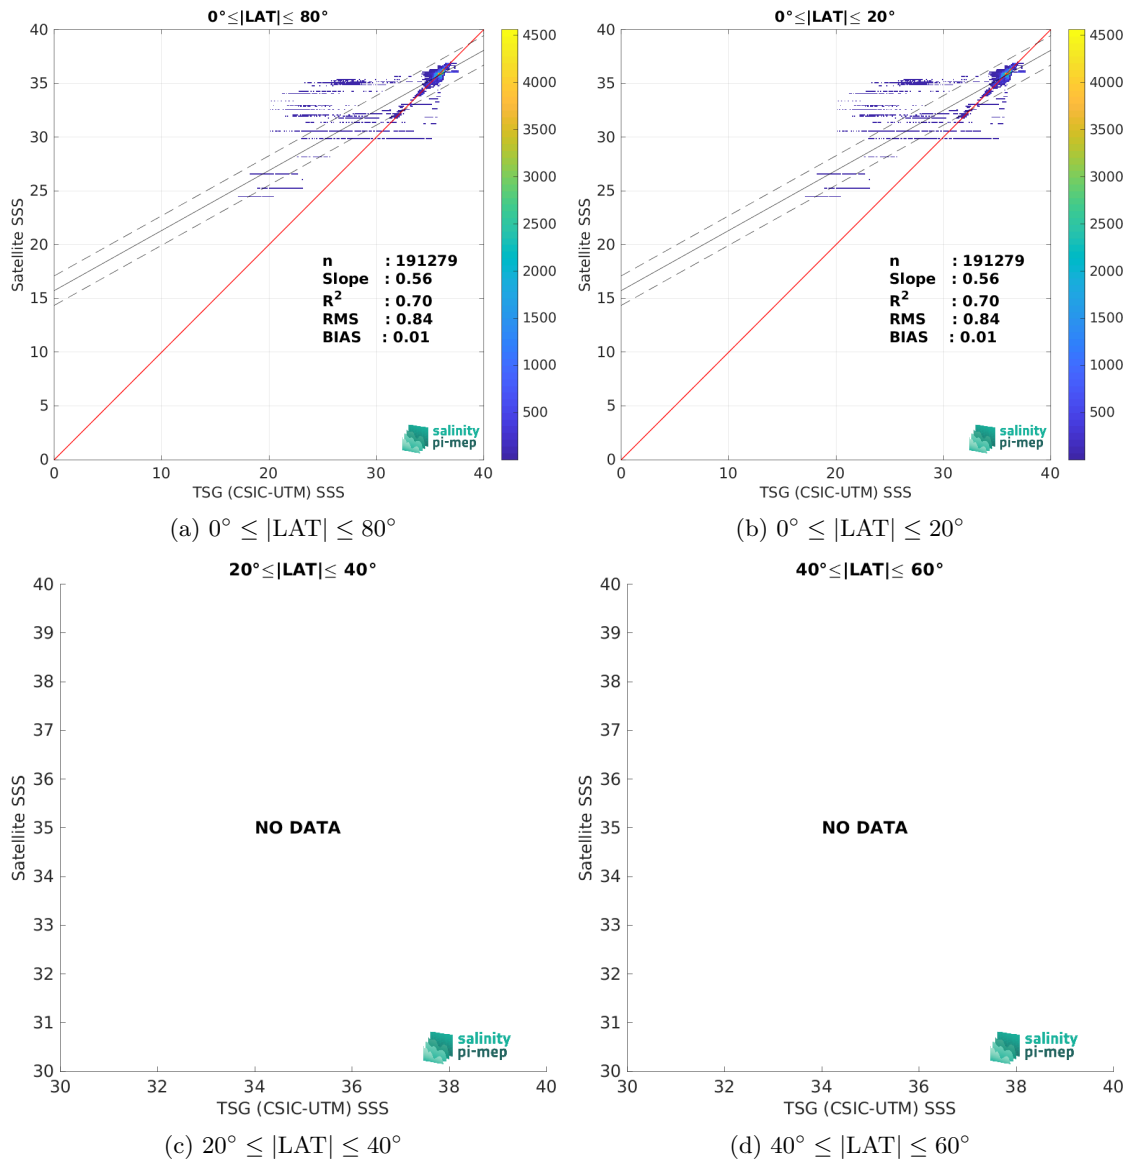 0°≤|LAT|≤ 80°
40
35
30
25
20
15
10
5
0
Satellite SSS
0
10
20
30
40
TSG (CSIC-UTM) SSS
n : 191279
Slope : 0.56
R² : 0.70
RMS : 0.84
BIAS : 0.01
salinity
pi-mep
4500
4000
3500
3000
2500
2000
1500
1000
500
(a) 0° ≤ |LAT| ≤ 80°
0°≤|LAT|≤ 20°
40
35
30
25
20
15
10
5
0
Satellite SSS
0
10
20
30
40
TSG (CSIC-UTM) SSS
n : 191279
Slope : 0.56
R² : 0.70
RMS : 0.84
BIAS : 0.01
salinity
pi-mep
4500
4000
3500
3000
2500
2000
1500
1000
500
(b) 0° ≤ |LAT| ≤ 20°
20°≤|LAT|≤ 40°
40
39
38
37
36
35
34
33
32
31
30
Satellite SSS
NO DATA
salinity
pi-mep
30
32
34
36
38
40
TSG (CSIC-UTM) SSS
(c) 20° ≤ |LAT| ≤ 40°
40°≤|LAT|≤ 60°
40
39
38
37
36
35
34
33
32
31
30
Satellite SSS
NO DATA
salinity
pi-mep
30
32
34
36
38
40
TSG (CSIC-UTM) SSS
(d) 40° ≤ |LAT| ≤ 60°